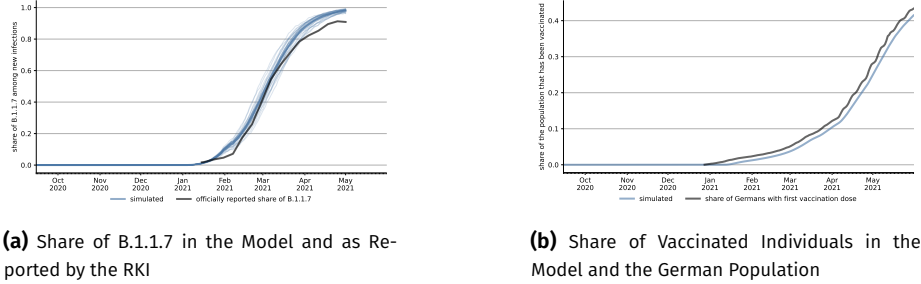 share of B.1.1.7 among new infections
1.0
0.8
0.6
0.4
0.2
0.0
Oct 2020
Nov 2020
Dec 2020
Jan 2021
Feb 2021
Mar 2021
Apr 2021
May 2021
simulated
officially reported share of B.1.1.7
(a) Share of B.1.1.7 in the Model and as Re-
ported by the RKI
share of the population that has been vaccinated
0.4
0.3
0.2
0.1
0.0
Oct 2020
Nov 2020
Dec 2020
Jan 2021
Feb 2021
Mar 2021
Apr 2021
May 2021
simulated
share of Germans with first vaccination dose
(b) Share of Vaccinated Individuals in the
Model and the German Population